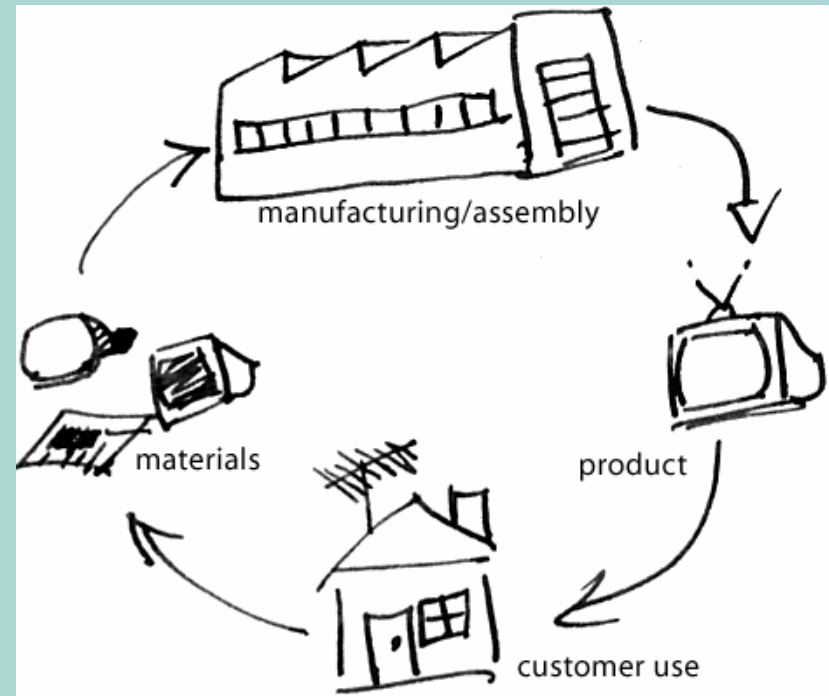 manufacturing/assembly
materials
product
customer use